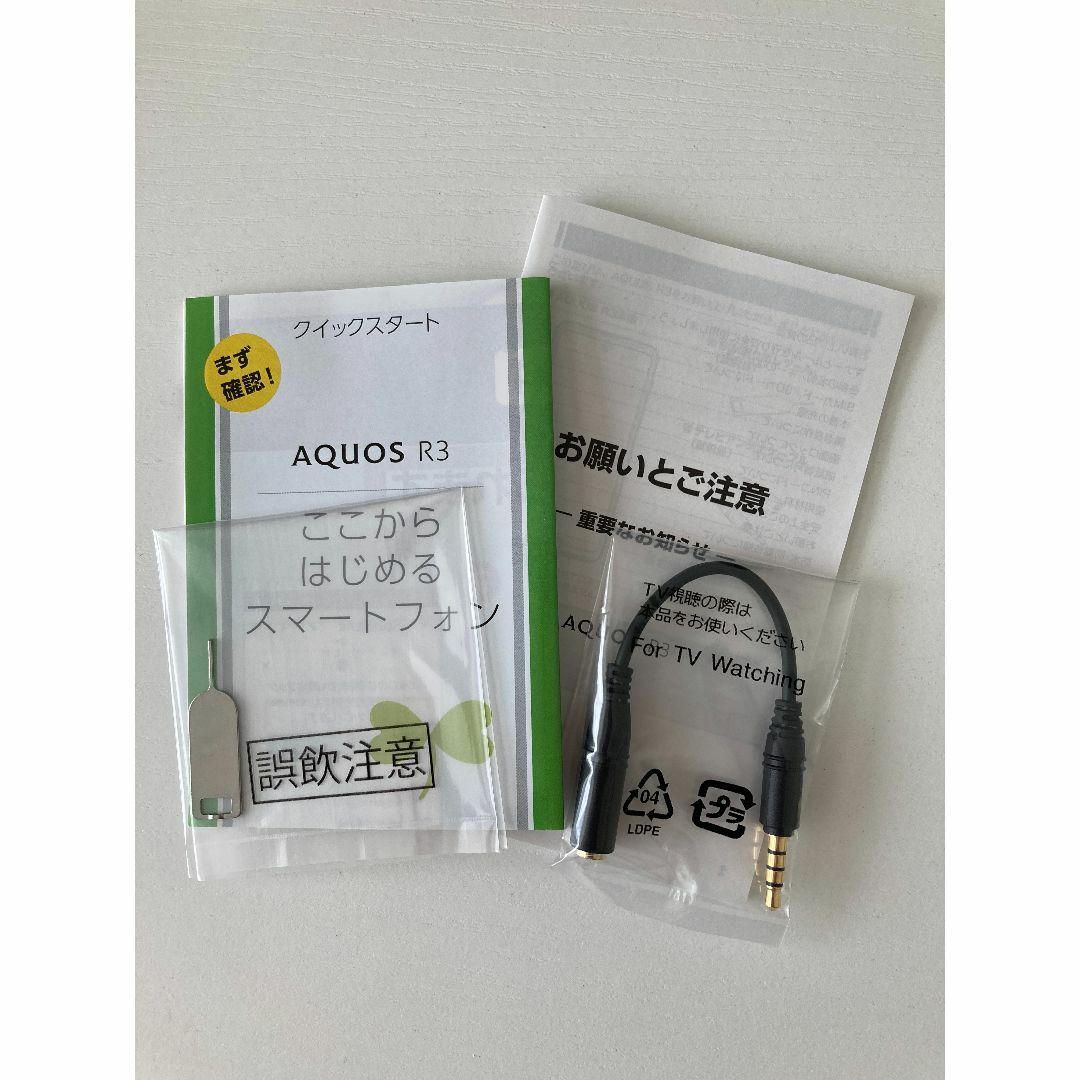 クイックスタート
まず
確認！
AQUOS R3
ここから
はじめる
スマートフォン
誤飲注意
お願いとご注意
― 重要なお知らせ ―
AQUOS R3
TV視聴の際は
本品をお使いください
For TV Watching
04
LDPE
プラ